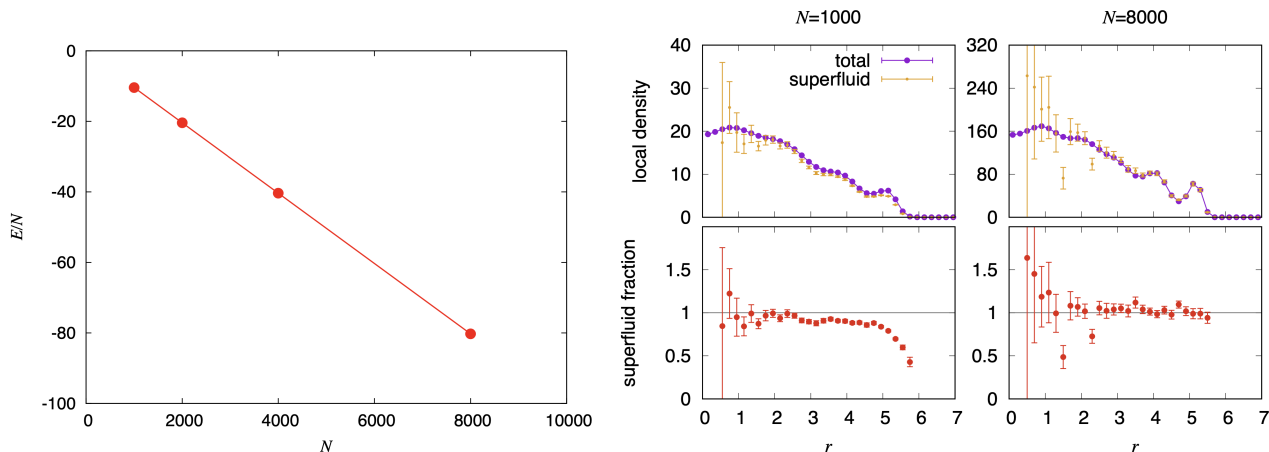 0
-20
-40
-60
-80
-100
E/N
0 2000 4000 6000 8000 10000
N
N=1000
N=8000
40
30
20
10
0
local density
total
superfluid
320
240
160
80
0
1.5
1
0.5
0
superfluid fraction
0 1 2 3 4 5 6 7
r
1.5
1
0.5
0
0 1 2 3 4 5 6 7
r